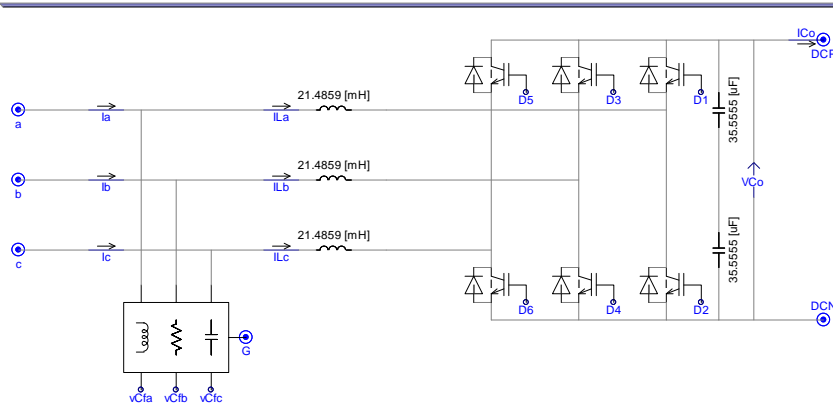 ICo
DCP
D5
D3
D1
21.4859 [mH]
35.5555 [uF]
a
Ia
ILa
21.4859 [mH]
b
Ib
ILb
VCo
21.4859 [mH]
35.5555 [uF]
c
Ic
ILc
D6
D4
D2
DCN
G
vCfa
vCfb
vCfc